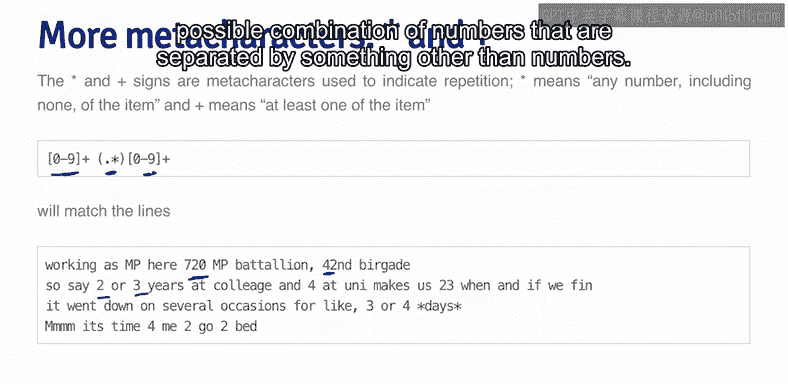 More metacharacters: * and +
possible combination of numbers that are
separated by something other than numbers.
The * and + signs are metacharacters used to indicate repetition; * means “any number, including
none, of the item” and + means “at least one of the item”
[0-9]+ (.*)[0-9]+
will match the lines
working as MP here 720 MP battallion, 42nd birgade
so say 2 or 3 years at colleage and 4 at uni makes us 23 when and if we fin
it went down on several occasions for like, 3 or 4 *days*
Mmmm its time 4 me 2 go 2 bed